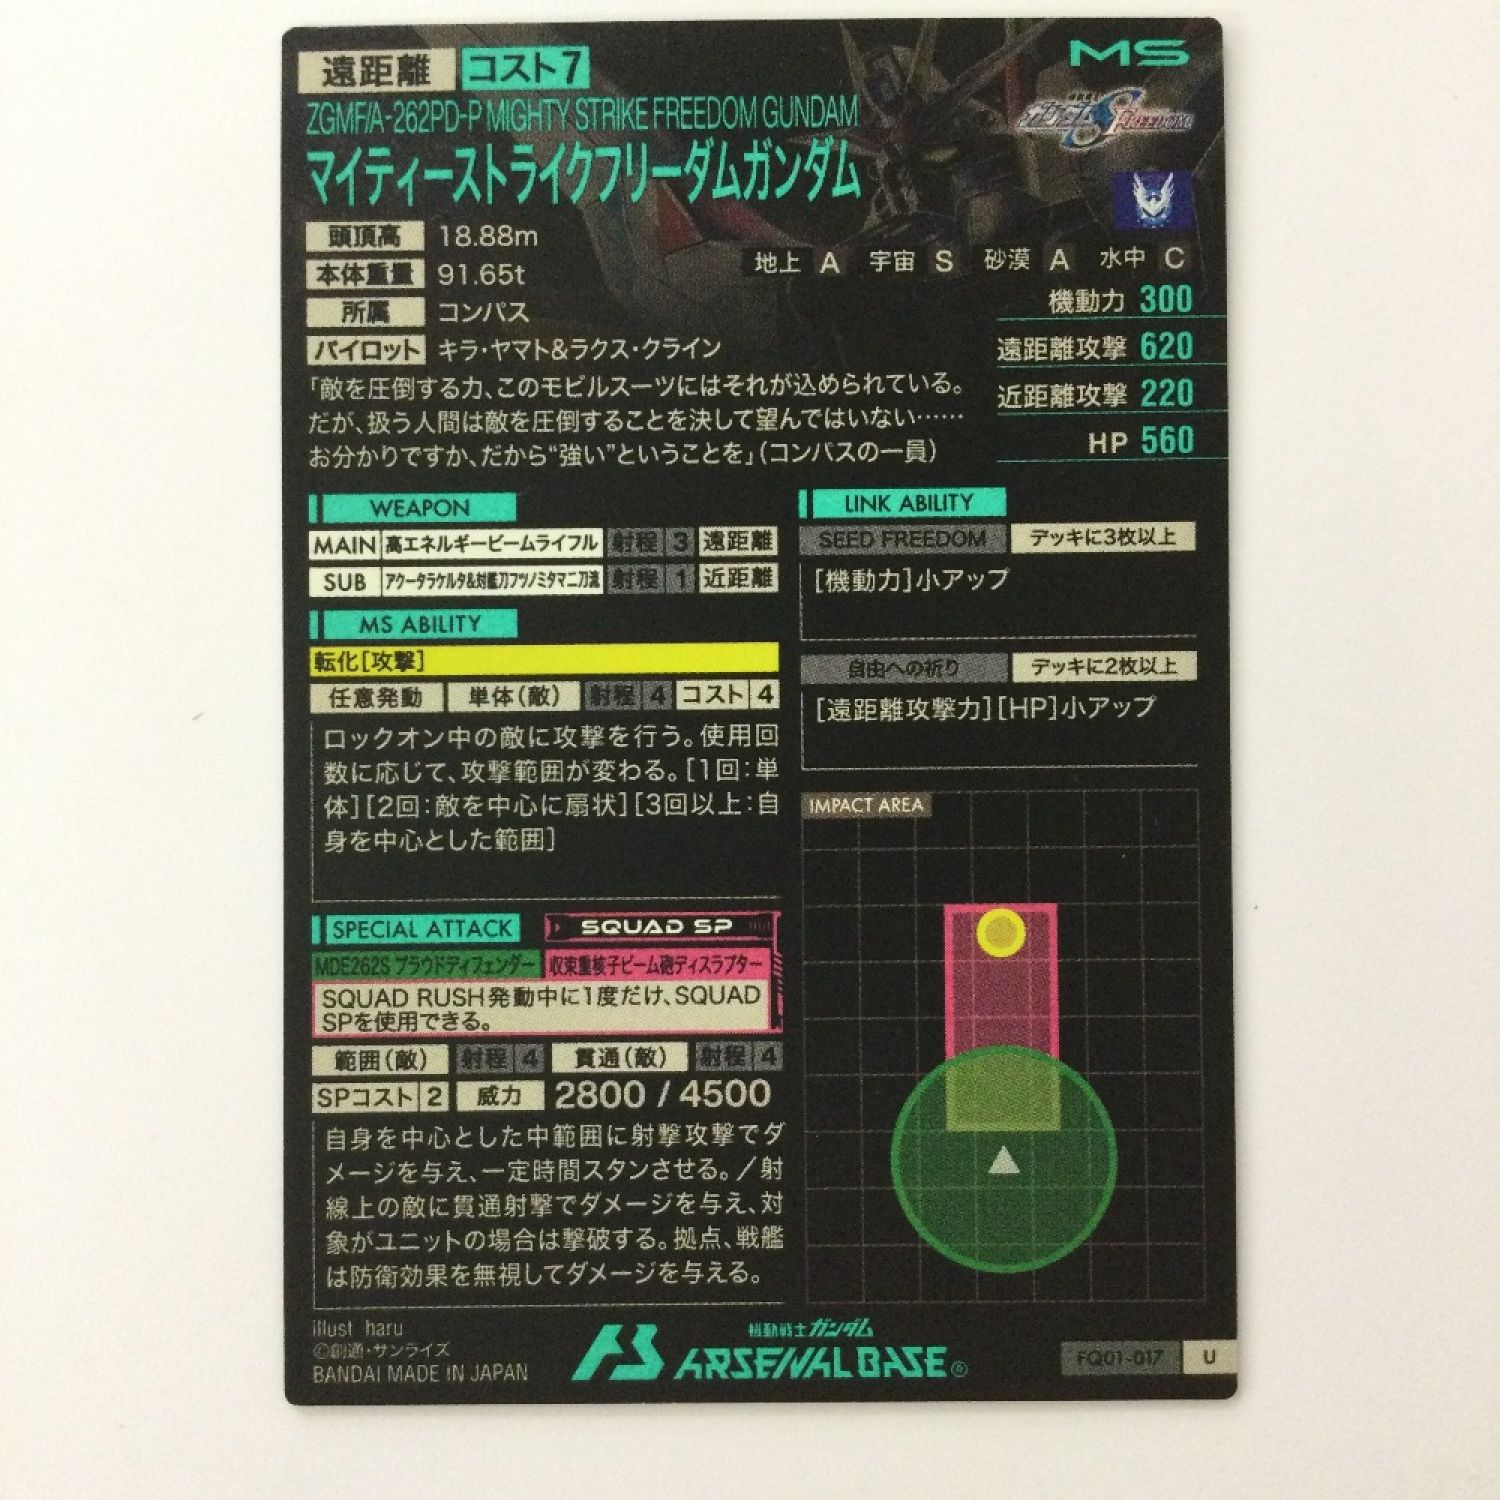 遠距離 コスト7
MS
ZGMF/A-262PD-P MIGHTY STRIKE FREEDOM GUNDAM
マイティーストライクフリーダムガンダム
機動戦士ガンダムSEED FREEDOM
頭頂高 18.88m
本体重量 91.65t
所属 コンパス
パイロット キラ・ヤマト&ラクス・クライン
地上 A 宇宙 S 砂漠 A 水中 C
機動力 300
遠距離攻撃 620
近距離攻撃 220
HP 560
「敵を圧倒する力、このモビルスーツにはそれが込められている。
だが、扱う人間は敵を圧倒することを決して望んではいない……
お分かりですか、だから“強い”ということを」(コンパスの一員)
WEAPON
MAIN 高エネルギービームライフル 射程 3 遠距離
SUB アクータラケルタ&対艦刀フツノミタマ二刀流 射程 1 近距離
MS ABILITY
転化[攻撃]
任意発動 単体(敵) 射程 4 コスト 4
ロックオン中の敵に攻撃を行う。使用回
数に応じて、攻撃範囲が変わる。[1回:単
体][2回:敵を中心に扇状][3回以上:自
身を中心とした範囲]
LINK ABILITY
SEED FREEDOM デッキに3枚以上
[機動力]小アップ
自由への祈り デッキに2枚以上
[遠距離攻撃力][HP]小アップ
IMPACT AREA
SPECIAL ATTACK SQUAD SP
MDE262S プラウドディフェンダー 収束重核子ビーム砲ディスラプター
SQUAD RUSH発動中に1度だけ、SQUAD
SPを使用できる。
範囲(敵) 射程 4 貫通(敵) 射程 4
SPコスト 2 威力 2800 / 4500
自身を中心とした中範囲に射撃攻撃でダ
メージを与え、一定時間スタンさせる。/射
線上の敵に貫通射撃でダメージを与え、対
象がユニットの場合は撃破する。拠点、戦艦
は防衛効果を無視してダメージを与える。
illust haru
©創通・サンライズ
BANDAI MADE IN JAPAN
機動戦士ガンダム
ARSENAL BASE®
FQ01-017 U